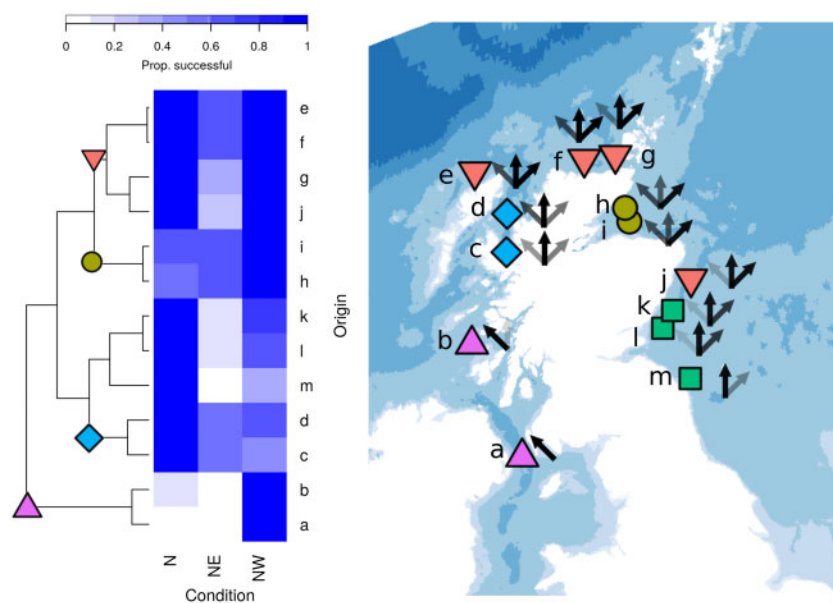 0 0.2 0.4 0.6 0.8 1
Prop. successful
e
f
g
j
i
h
k
l
m
d
c
b
a
Origin
N NE NW
Condition
f g
e
d h
c i
j
k
b l
m
a